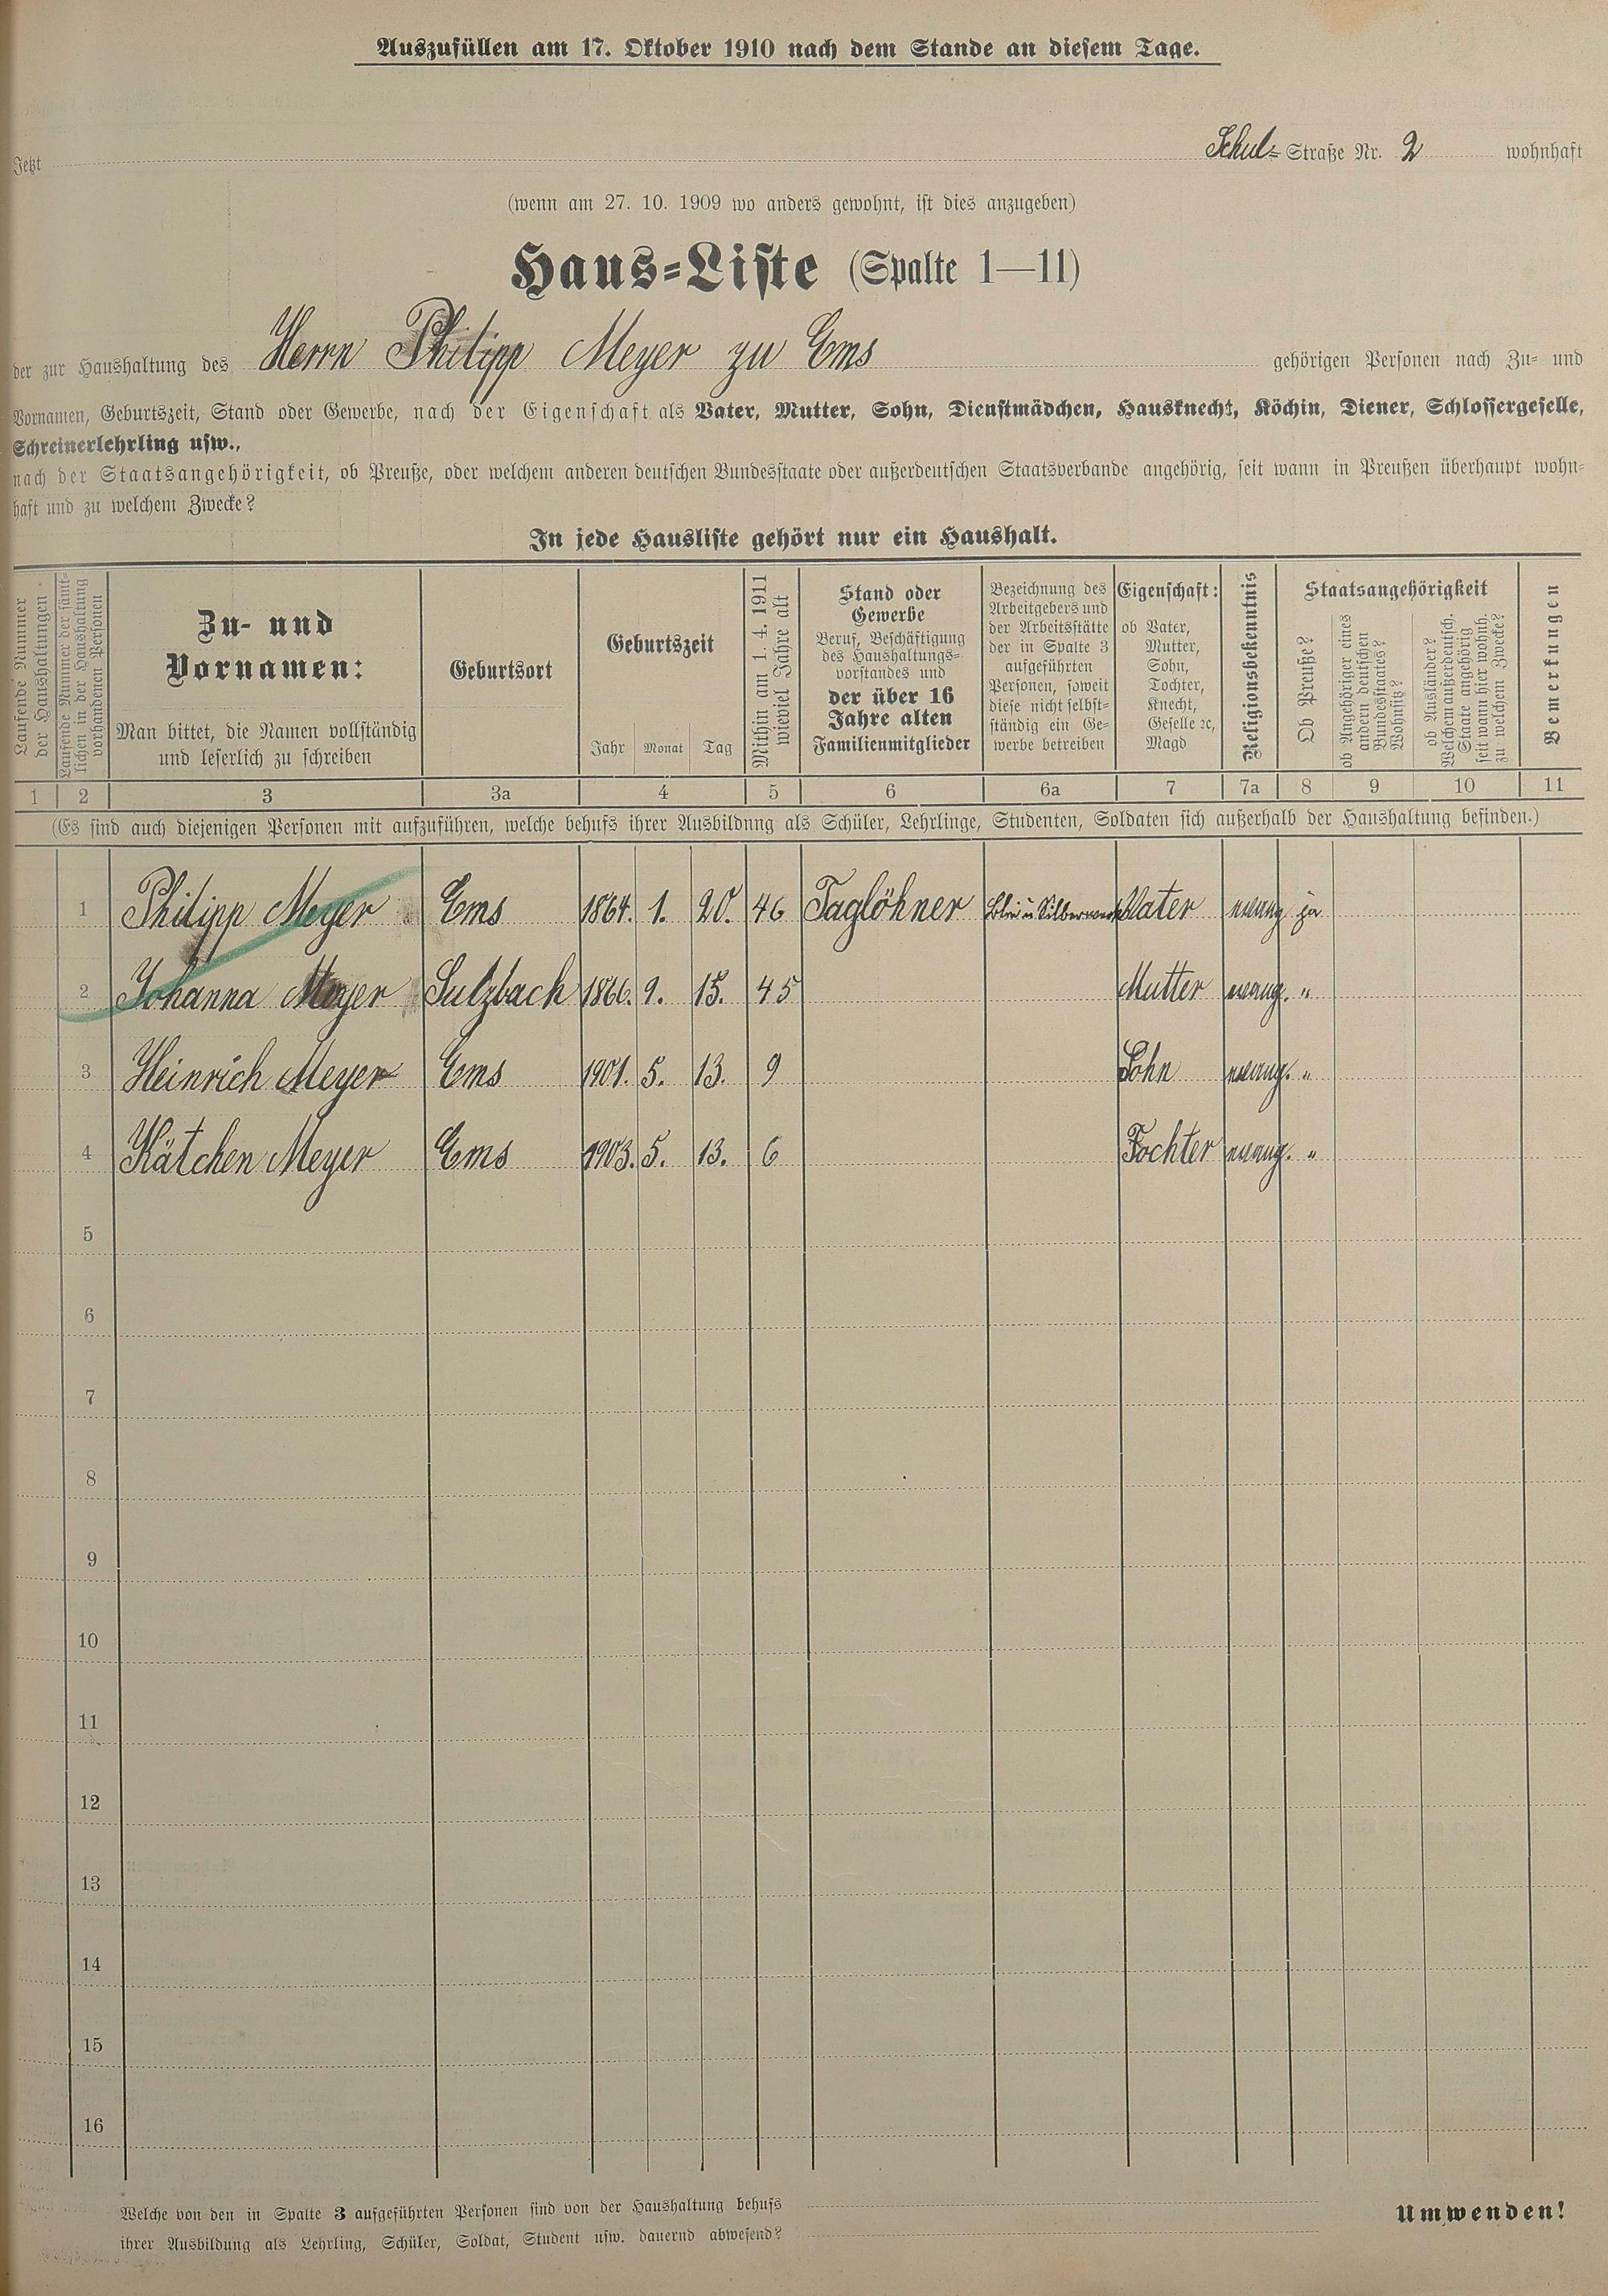 Auszufüllen am 17. Oktober 1910 nach dem Stande an diesem Tage.
Jetzt Schul- Straße Nr. 2 wohnhaft
(wenn am 27. 10. 1909 wo anders gewohnt, ist dies anzugeben)
Haus-Liste (Spalte 1—11)
der zur Haushaltung des Herrn Philipp Meyer zu Ems gehörigen Personen nach Zu- und
Vornamen, Geburtszeit, Stand oder Gewerbe, nach der Eigenschaft als Vater, Mutter, Sohn, Dienstmädchen, Hausknecht, Köchin, Diener, Schlossergeselle,
Schreinerlehrling usw.,
nach der Staatsangehörigkeit, ob Preuße, oder welchem anderen deutschen Bundesstaate oder außerdeutschen Staatsverbande angehörig, seit wann in Preußen überhaupt wohn-
haft und zu welchem Zwecke?
In jede Hausliste gehört nur ein Haushalt.
Laufende Nummer
der Haushaltungen
Laufende Nummer der sämt-
lichen in der Haushaltung
vorhandenen Personen
Zu- und
Vornamen:
Man bittet, die Namen vollständig
und leserlich zu schreiben
Geburtsort
Geburtszeit
Jahr Monat Tag
Mithin am 1. 4. 1911
wieviel Jahre alt
Stand oder
Gewerbe
Beruf, Beschäftigung
des Haushaltungs-
vorstandes und
der über 16
Jahre alten
Familienmitglieder
Bezeichnung des
Arbeitgebers und
der Arbeitsstätte
der in Spalte 3
aufgeführten
Personen, soweit
diese nicht selbst-
ständig ein Ge-
werbe betreiben
Eigenschaft:
ob Vater,
Mutter,
Sohn,
Tochter,
Knecht,
Geselle ꝛc,
Magd
Religionsbekenntnis
Staatsangehörigkeit
Ob Preuße?
ob Angehöriger eines
andern deutschen
Bundesstaates?
Wohnsitz?
ob Ausländer?
Welchem außerdeutsch.
Staate angehörig
seit wann hier wohnh.
zu welchem Zwecke?
Bemerkungen
1 2 3 3a 4 5 6 6a 7 7a 8 9 10 11
(Es sind auch diejenigen Personen mit aufzuführen, welche behufs ihrer Ausbildnng als Schüler, Lehrlinge, Studenten, Soldaten sich außerhalb der Haushaltung befinden.)
1 Philipp Meyer Ems 1864. 1. 20. 46 Taglöhner Blei u Silberwerk Vater evang ja
2 Johanna Meyer Sulzbach 1866. 9. 15. 45 Mutter evang. "
3 Heinrich Meyer Ems 1901. 5. 13. 9 Sohn evang. "
4 Kätchen Meyer Ems 1903. 5. 13. 6 Tochter evang. "
5
6
7
8
9
10
11
12
13
14
15
16
Welche von den in Spalte 3 aufgeführten Personen sind von der Haushaltung behufs
ihrer Ausbildung als Lehrling, Schüler, Soldat, Student usw. dauernd abwesend?
Umwenden!